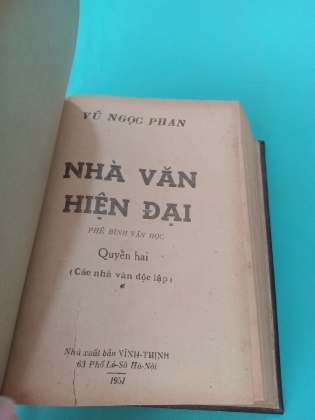 VŨ NGỌC PHAN
NHÀ VĂN
HIỆN ĐẠI
PHÊ BÌNH VĂN HỌC
Quyển hai
(Các nhà văn độc lập)
Nhà xuất bản VĨNH-THỊNH
63 Phố Lò-Sũ Hà-Nội
1951